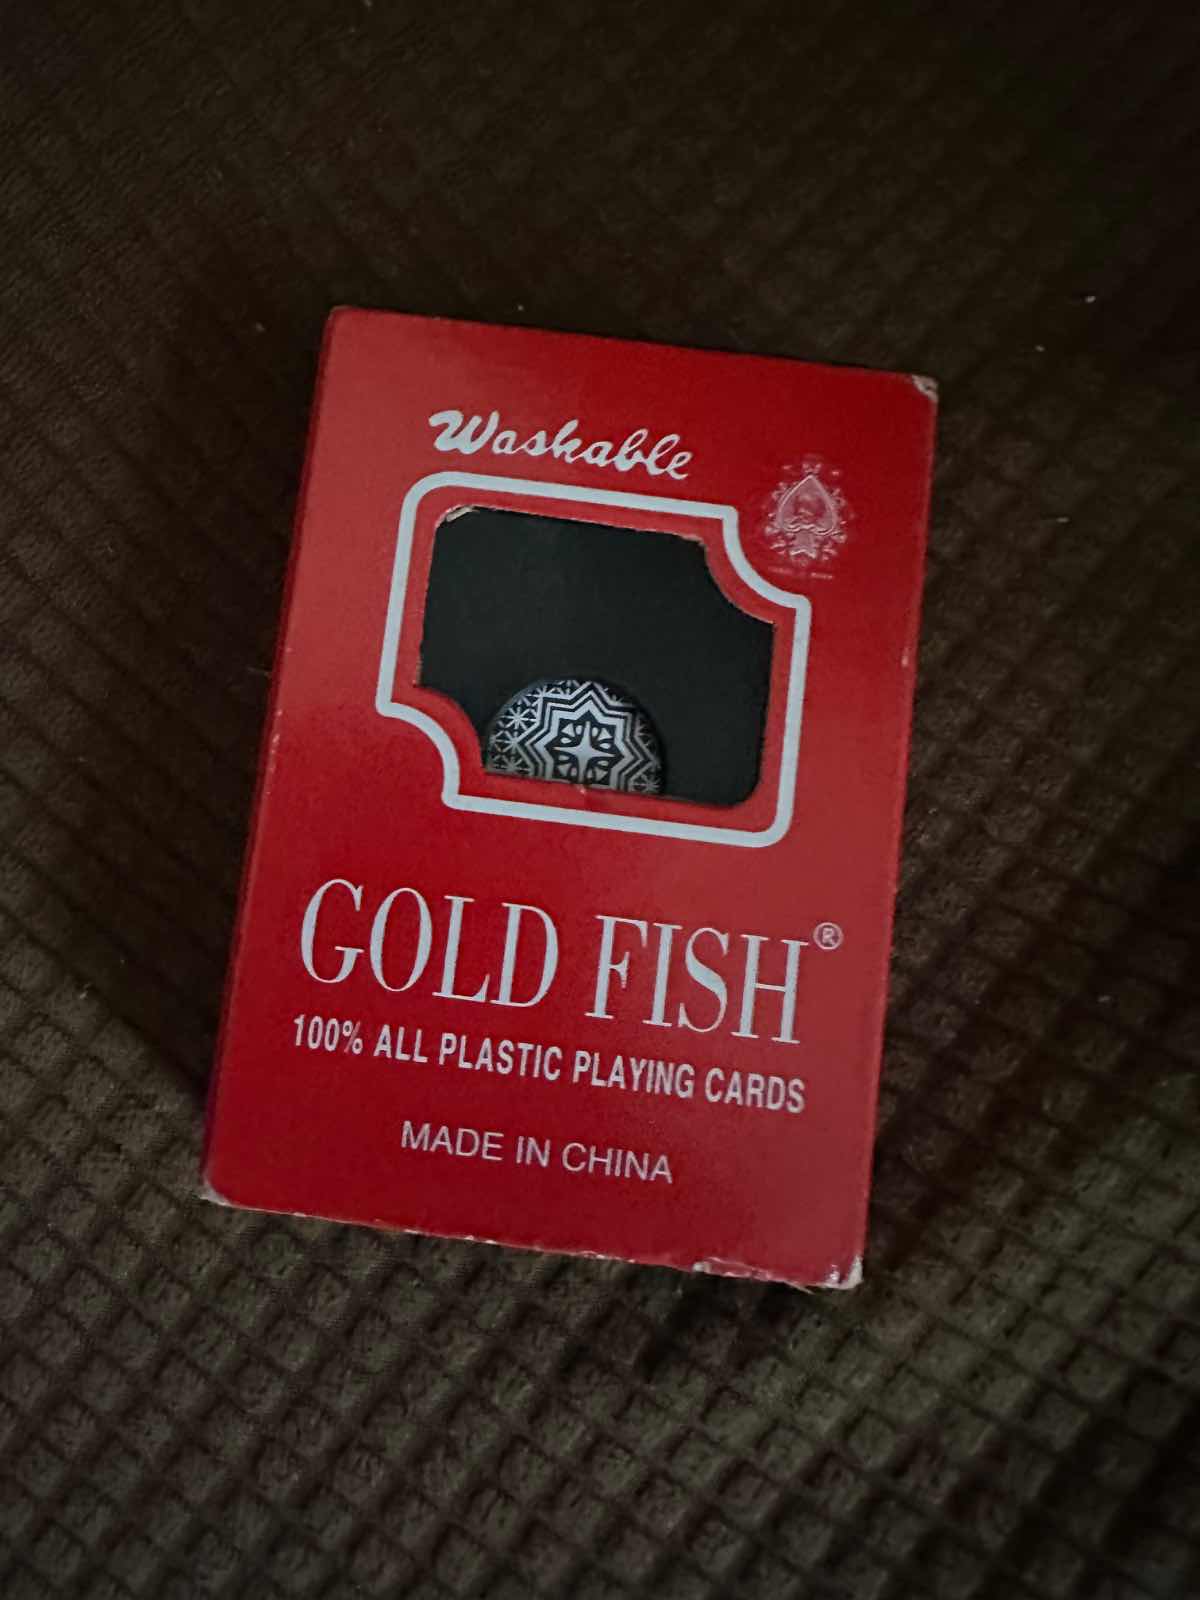 Washable
GOLD FISH®
100% ALL PLASTIC PLAYING CARDS
MADE IN CHINA